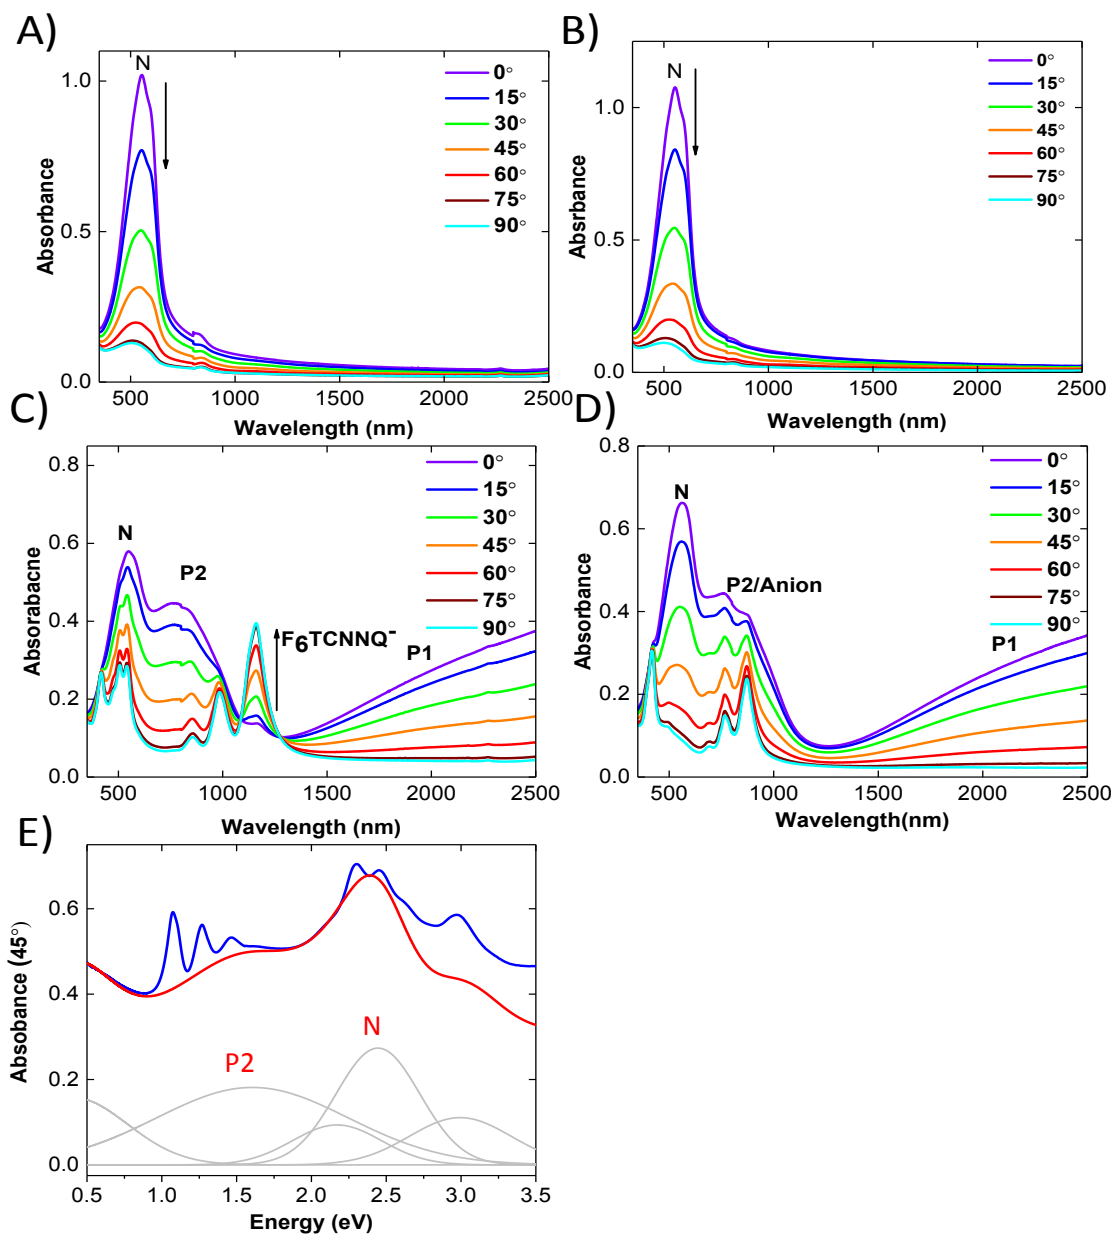 A)
N
0°
15°
30°
45°
60°
75°
90°
1.0
0.5
0.0
Absorbance
500 1000 1500 2000 2500
Wavelength (nm)
B)
N
0°
15°
30°
45°
60°
75°
90°
1.0
0.5
0.0
Absrbance
500 1000 1500 2000 2500
Wavelength (nm)
C)
N
P2
F6TCNNQ-
P1
0°
15°
30°
45°
60°
75°
90°
0.8
0.6
0.4
0.2
0.0
Absorabacne
500 1000 1500 2000 2500
Wavelength (nm)
D)
N
P2/Anion
P1
0°
15°
30°
45°
60°
75°
90°
0.8
0.6
0.4
0.2
0.0
Absorbance
500 1000 1500 2000 2500
Wavelength(nm)
E)
N
P2
0.6
0.4
0.2
0.0
Absobance (45°)
0.5 1.0 1.5 2.0 2.5 3.0 3.5
Energy (eV)